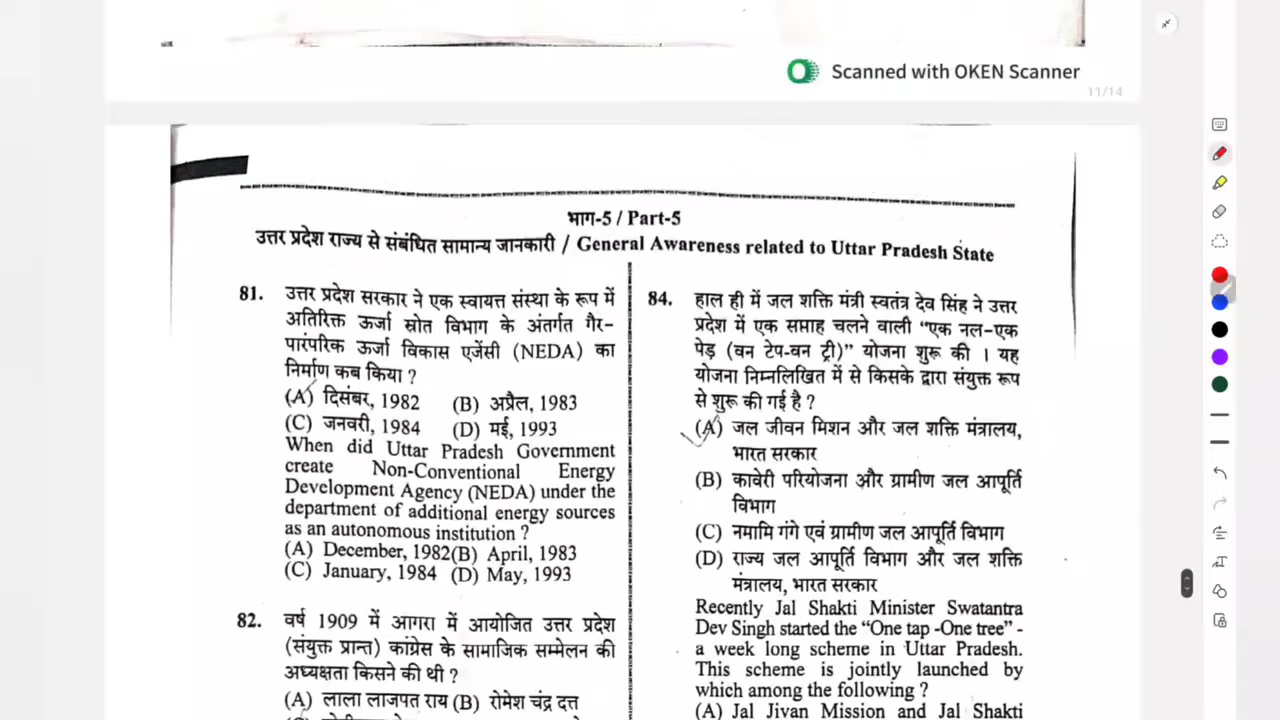 Scanned with OKEN Scanner
11/14
भाग-5 / Part-5
उत्तर प्रदेश राज्य से संबंधित सामान्य जानकारी / General Awareness related to Uttar Pradesh State
81. उत्तर प्रदेश सरकार ने एक स्वायत्त संस्था के रूप में
अतिरिक्त ऊर्जा स्रोत विभाग के अंतर्गत गैर-
पारंपरिक ऊर्जा विकास एजेंसी (NEDA) का
निर्माण कब किया ?
(A) दिसंबर, 1982 (B) अप्रैल, 1983
(C) जनवरी, 1984 (D) मई, 1993
When did Uttar Pradesh Government
create Non-Conventional Energy
Development Agency (NEDA) under the
department of additional energy sources
as an autonomous institution ?
(A) December, 1982(B) April, 1983
(C) January, 1984 (D) May, 1993
82. वर्ष 1909 में आगरा में आयोजित उत्तर प्रदेश
(संयुक्त प्रान्त) कांग्रेस के सामाजिक सम्मेलन की
अध्यक्षता किसने की थी ?
(A) लाला लाजपत राय (B) रोमेश चंद्र दत्त
84. हाल ही में जल शक्ति मंत्री स्वतंत्र देव सिंह ने उत्तर
प्रदेश में एक सप्ताह चलने वाली “एक नल-एक
पेड़ (वन टेप-वन ट्री)” योजना शुरू की । यह
योजना निम्नलिखित में से किसके द्वारा संयुक्त रूप
से शुरू की गई है ?
(A) जल जीवन मिशन और जल शक्ति मंत्रालय,
भारत सरकार
(B) कावेरी परियोजना और ग्रामीण जल आपूर्ति
विभाग
(C) नमामि गंगे एवं ग्रामीण जल आपूर्ति विभाग
(D) राज्य जल आपूर्ति विभाग और जल शक्ति
मंत्रालय, भारत सरकार
Recently Jal Shakti Minister Swatantra
Dev Singh started the “One tap -One tree” -
a week long scheme in Uttar Pradesh.
This scheme is jointly launched by
which among the following ?
(A) Jal Jivan Mission and Jal Shakti